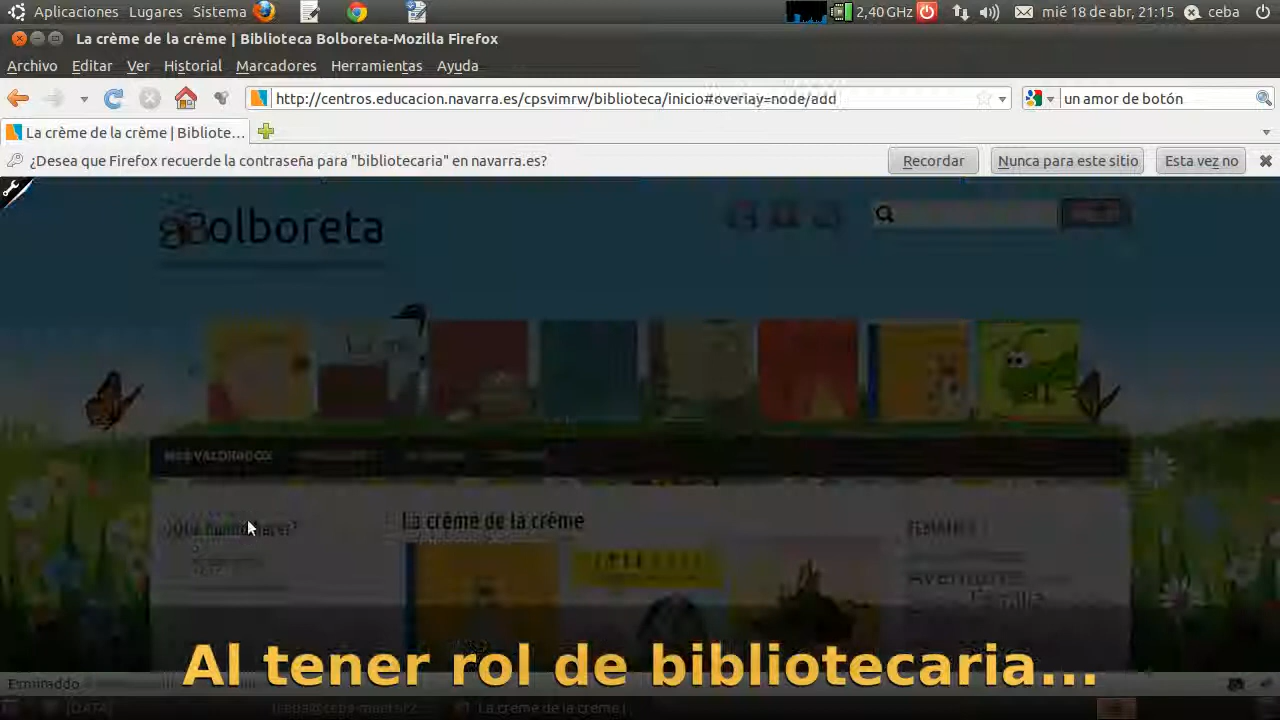 Aplicaciones Lugares Sistema 2,40 GHz mié 18 de abr, 21:15 ceba
La crème de la crème | Biblioteca Bolboreta-Mozilla Firefox
Archivo Editar Ver Historial Marcadores Herramientas Ayuda
http://centros.educacion.navarra.es/cpsvimrw/biblioteca/inicio#overlay=node/add un amor de botón
La crème de la crème | Bibliote...
¿Desea que Firefox recuerde la contraseña para "bibliotecaria" en navarra.es? Recordar Nunca para este sitio Esta vez no
Bolboreta
MÁS VALORADOS
La crème de la crème
Al tener rol de bibliotecaria...